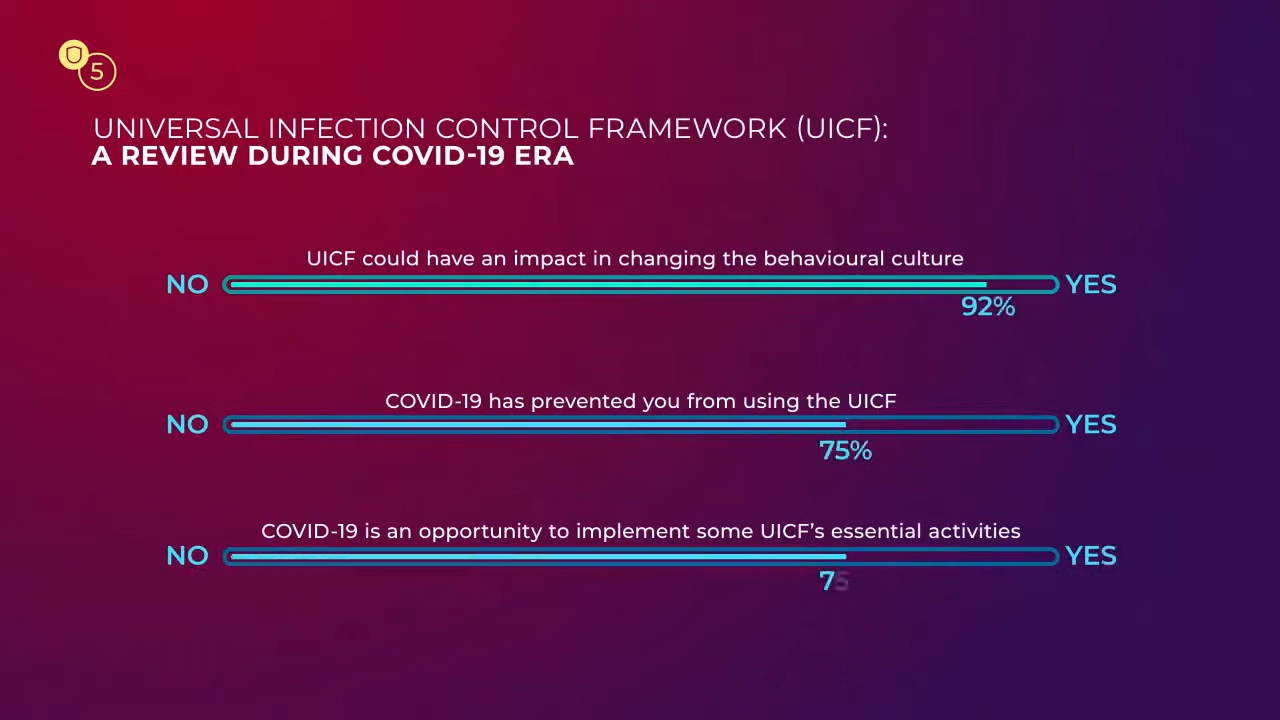 5
UNIVERSAL INFECTION CONTROL FRAMEWORK (UICF):
A REVIEW DURING COVID-19 ERA
UICF could have an impact in changing the behavioural culture
NO YES
92%
COVID-19 has prevented you from using the UICF
NO YES
75%
COVID-19 is an opportunity to implement some UICF's essential activities
NO YES
75